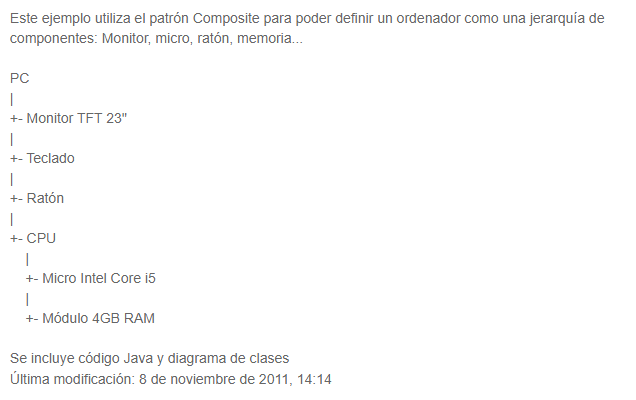 Este ejemplo utiliza el patrón Composite para poder definir un ordenador como una jerarquía de
componentes: Monitor, micro, ratón, memoria...
PC
|
+- Monitor TFT 23"
|
+- Teclado
|
+- Ratón
|
+- CPU
|
+- Micro Intel Core i5
|
+- Módulo 4GB RAM
Se incluye código Java y diagrama de clases
Última modificación: 8 de noviembre de 2011, 14:14